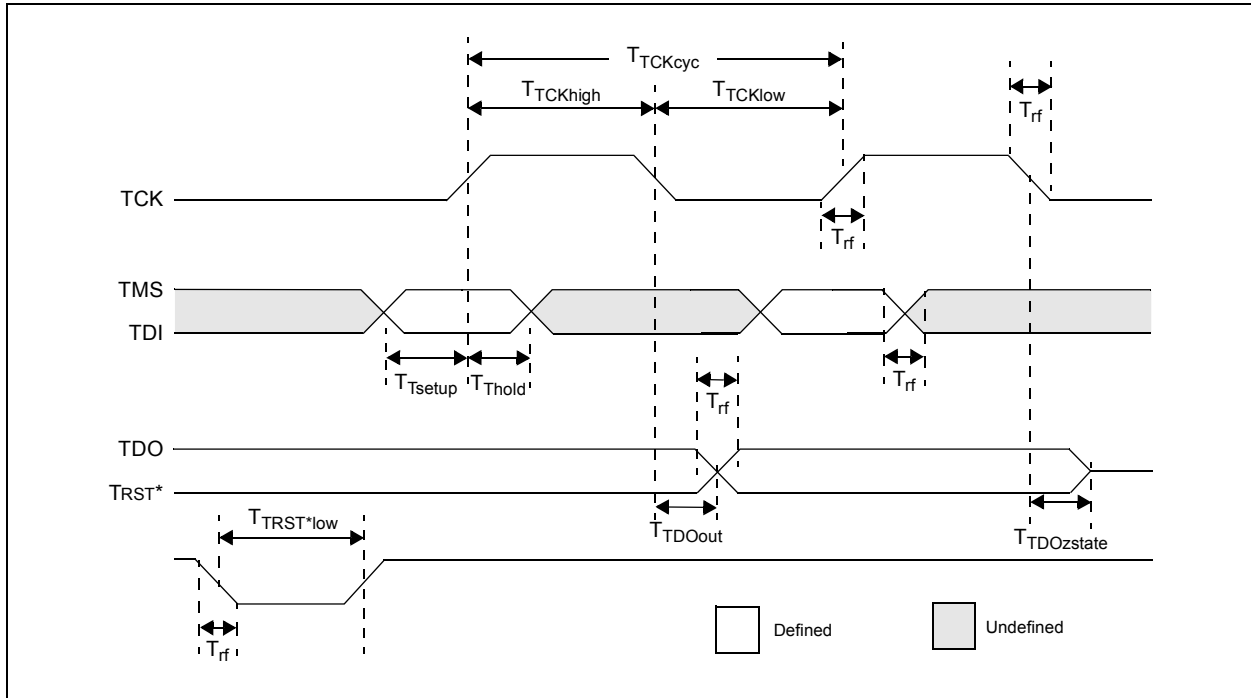 TTCKcyc
TTCKhigh
TTCKlow
Trf
TCK
Trf
TMS
TDI
TTsetup
TThold
Trf
Trf
TDO
TRST*
TTRST*low
TTDOout
TTDOzstate
Trf
Defined
Undefined